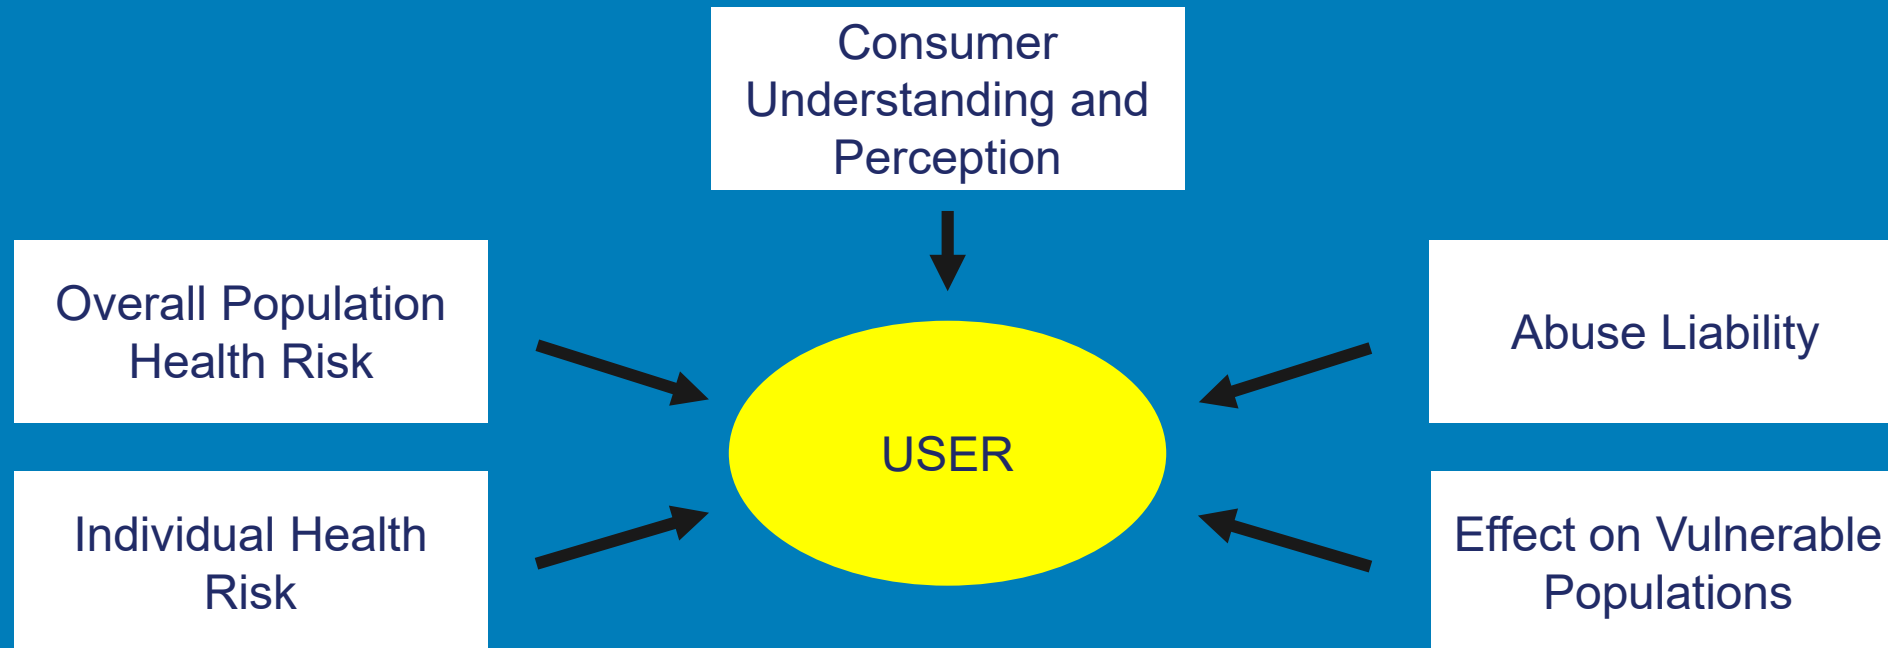 Consumer
Understanding and
Perception
Overall Population
Health Risk
Abuse Liability
USER
Individual Health
Risk
Effect on Vulnerable
Populations